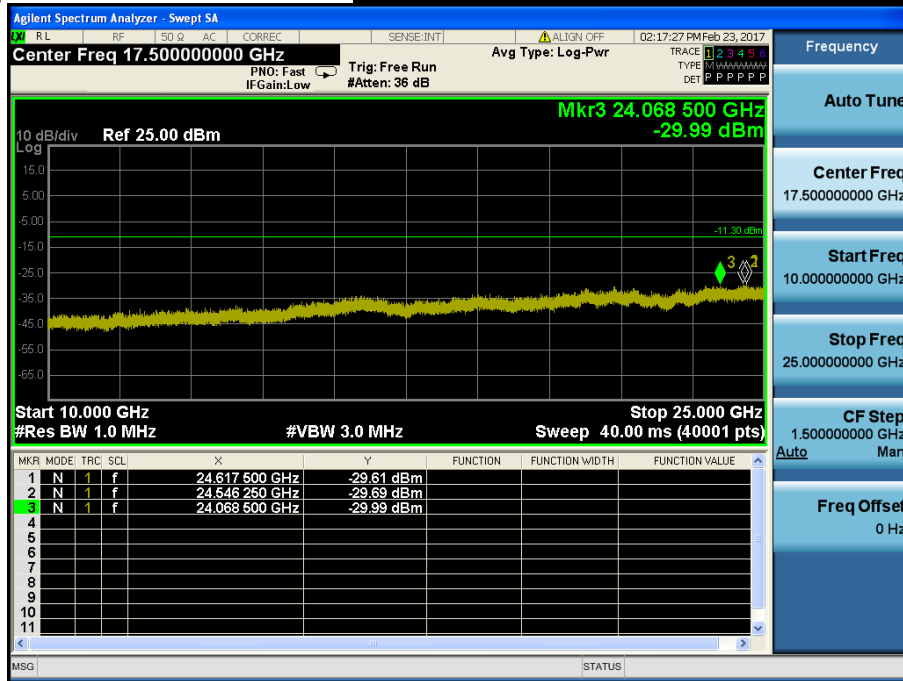 Agilent Spectrum Analyzer - Swept SA
LXI RL RF 50 Ω AC CORREC SENSE:INT ALIGN OFF 02:17:27 PM Feb 23, 2017
Center Freq 17.500000000 GHz
PNO: Fast
IFGain:Low
Trig: Free Run
#Atten: 36 dB
Avg Type: Log-Pwr
TRACE 1 2 3 4 5 6
TYPE M WWWWW
DET P P P P P P
Mkr3 24.068 500 GHz
-29.99 dBm
10 dB/div Ref 25.00 dBm
Log
15.0
5.00
-5.00
-11.30 dBm
-15.0
-25.0
3 2 1
-35.0
-45.0
-55.0
-65.0
Start 10.000 GHz Stop 25.000 GHz
#Res BW 1.0 MHz #VBW 3.0 MHz Sweep 40.00 ms (40001 pts)
MKR MODE TRC SCL X Y FUNCTION FUNCTION WIDTH FUNCTION VALUE
1 N 1 f 24.617 500 GHz -29.61 dBm
2 N 1 f 24.546 250 GHz -29.69 dBm
3 N 1 f 24.068 500 GHz -29.99 dBm
4
5
6
7
8
9
10
11
MSG STATUS
Frequency
Auto Tune
Center Freq
17.500000000 GHz
Start Freq
10.000000000 GHz
Stop Freq
25.000000000 GHz
CF Step
1.500000000 GHz
Auto Man
Freq Offset
0 Hz